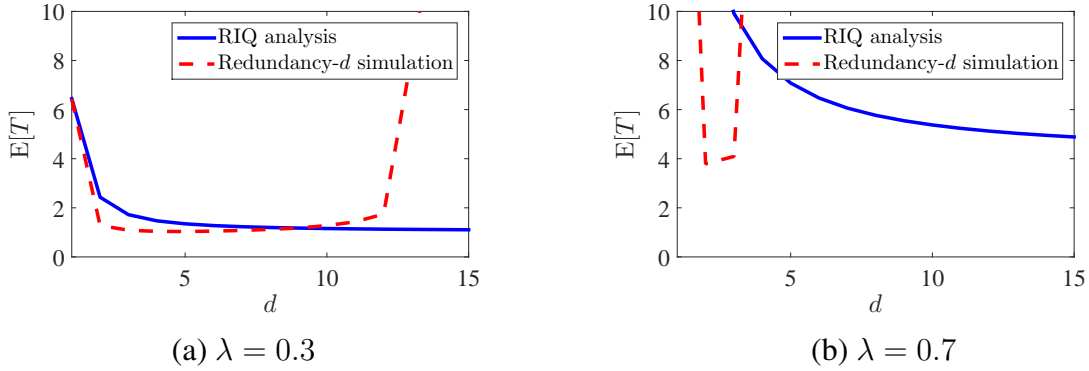 10
8
6
4
2
0
E[T]
5
10
15
d
RIQ analysis
Redundancy-d simulation
(a) λ = 0.3
10
8
6
4
2
0
E[T]
5
10
15
d
RIQ analysis
Redundancy-d simulation
(b) λ = 0.7